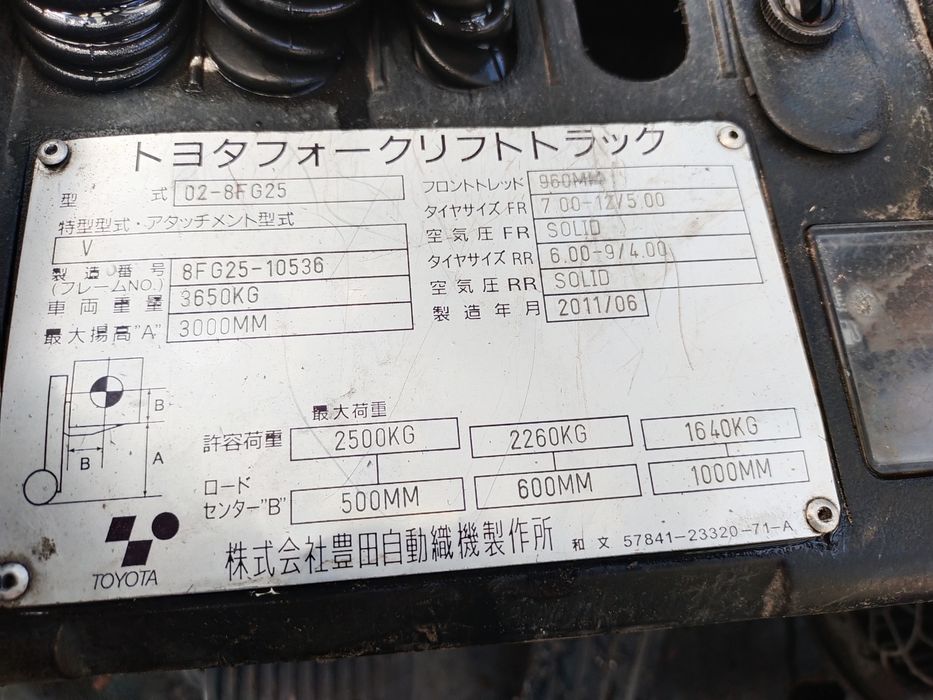 トヨタフォークリフトトラック
型式 02-8FG25
特型型式・アタッチメント型式
V
製造番号 (フレームNO.) 8FG25-10536
車両重量 3650KG
最大揚高"A" 3000MM
フロントトレッド 960MM
タイヤサイズ FR 7.00-12/5.00
空気圧 FR SOLID
タイヤサイズ RR 6.00-9/4.00
空気圧 RR SOLID
製造年月 2011/06
B
B
A
最大荷重
許容荷重 2500KG 2260KG 1640KG
ロードセンター"B" 500MM 600MM 1000MM
TOYOTA
株式会社豊田自動織機製作所 和文 57841-23320-71-A